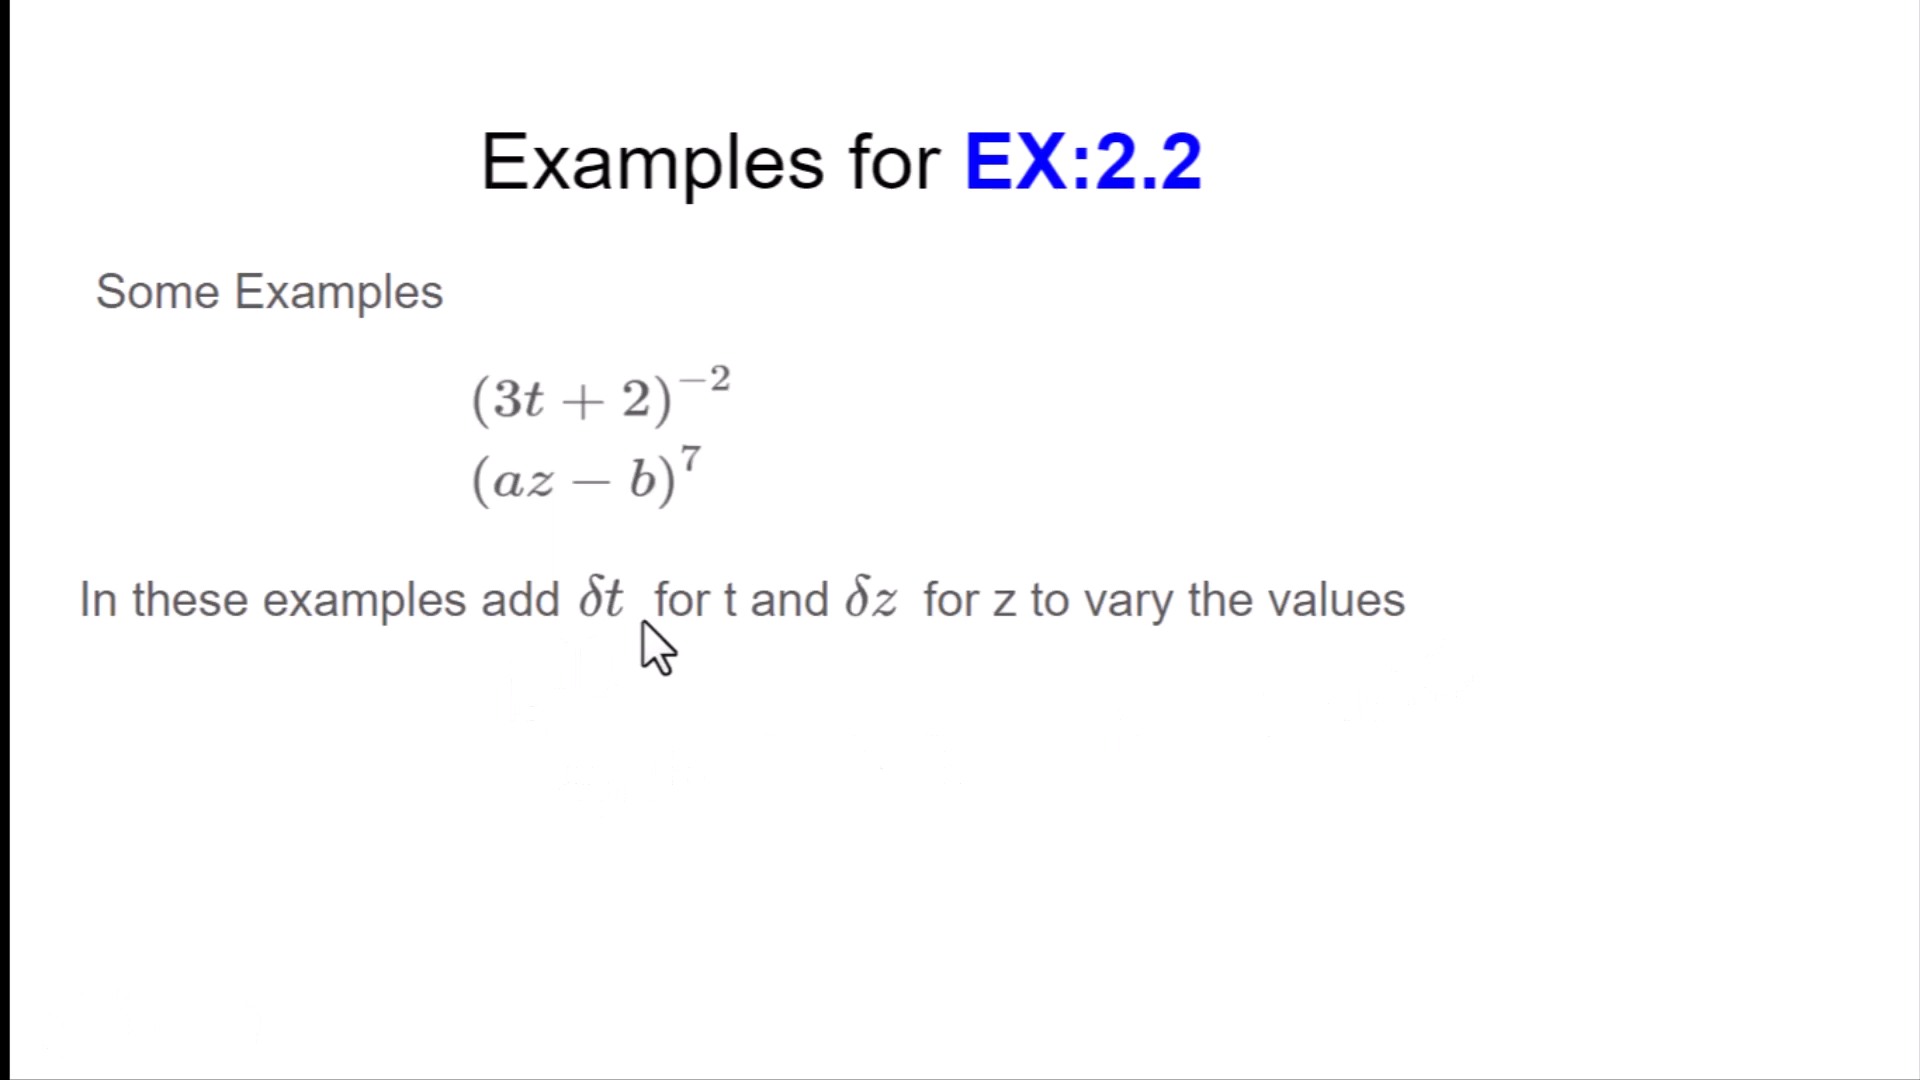 Examples for EX:2.2
Some Examples
(3t + 2)⁻²
(az − b)⁷
In these examples add δt for t and δz for z to vary the values